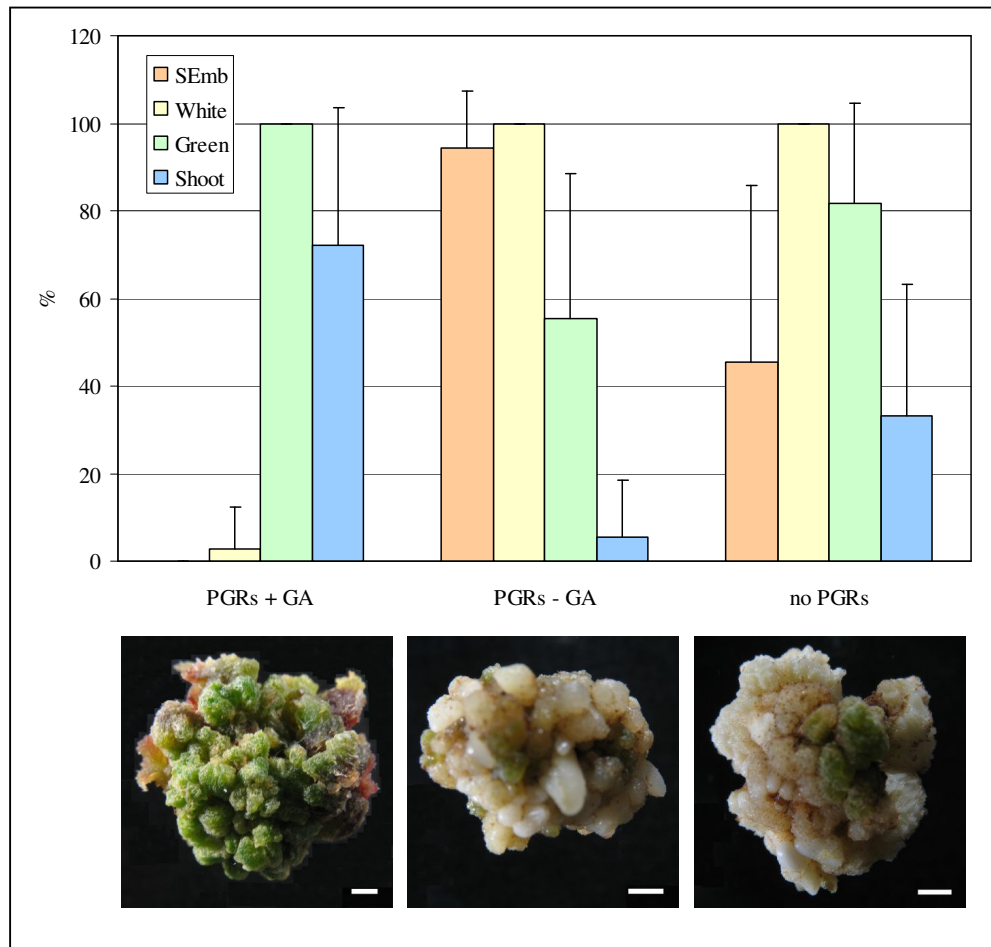 120
100
80
60
40
20
0
%
SEmb
White
Green
Shoot
PGRs + GA
PGRs - GA
no PGRs